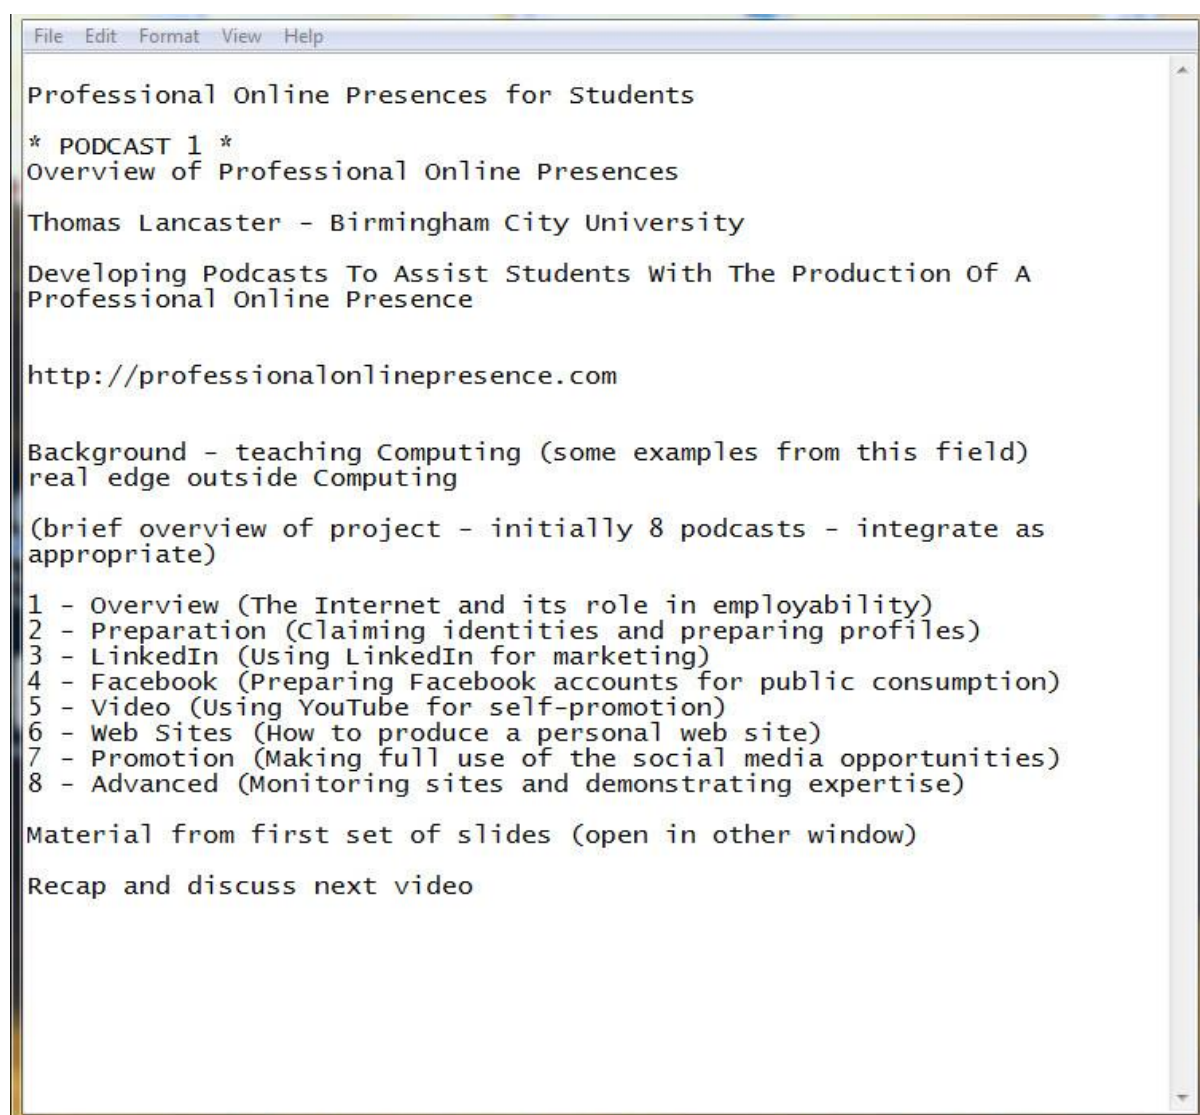 File Edit Format View Help
Professional Online Presences for Students
* PODCAST 1 *
Overview of Professional Online Presences
Thomas Lancaster - Birmingham City University
Developing Podcasts To Assist Students With The Production Of A
Professional Online Presence
http://professionalonlinepresence.com
Background - teaching Computing (some examples from this field)
real edge outside Computing
(brief overview of project - initially 8 podcasts - integrate as
appropriate)
1 - Overview (The Internet and its role in employability)
2 - Preparation (Claiming identities and preparing profiles)
3 - LinkedIn (Using LinkedIn for marketing)
4 - Facebook (Preparing Facebook accounts for public consumption)
5 - Video (Using YouTube for self-promotion)
6 - Web Sites (How to produce a personal web site)
7 - Promotion (Making full use of the social media opportunities)
8 - Advanced (Monitoring sites and demonstrating expertise)
Material from first set of slides (open in other window)
Recap and discuss next video